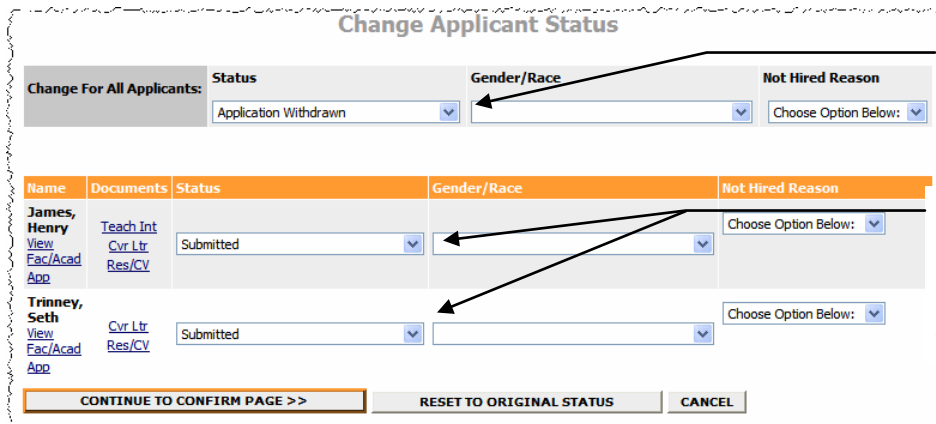 Change Applicant Status
Change For All Applicants:
Status
Gender/Race
Not Hired Reason
Application Withdrawn
Choose Option Below:
Name Documents Status Gender/Race Not Hired Reason
James,
Henry
View
Fac/Acad
App
Teach Int
Cvr Ltr
Res/CV
Submitted
Choose Option Below:
Trinney,
Seth
View
Fac/Acad
App
Cvr Ltr
Res/CV
Submitted
Choose Option Below:
CONTINUE TO CONFIRM PAGE >> RESET TO ORIGINAL STATUS CANCEL